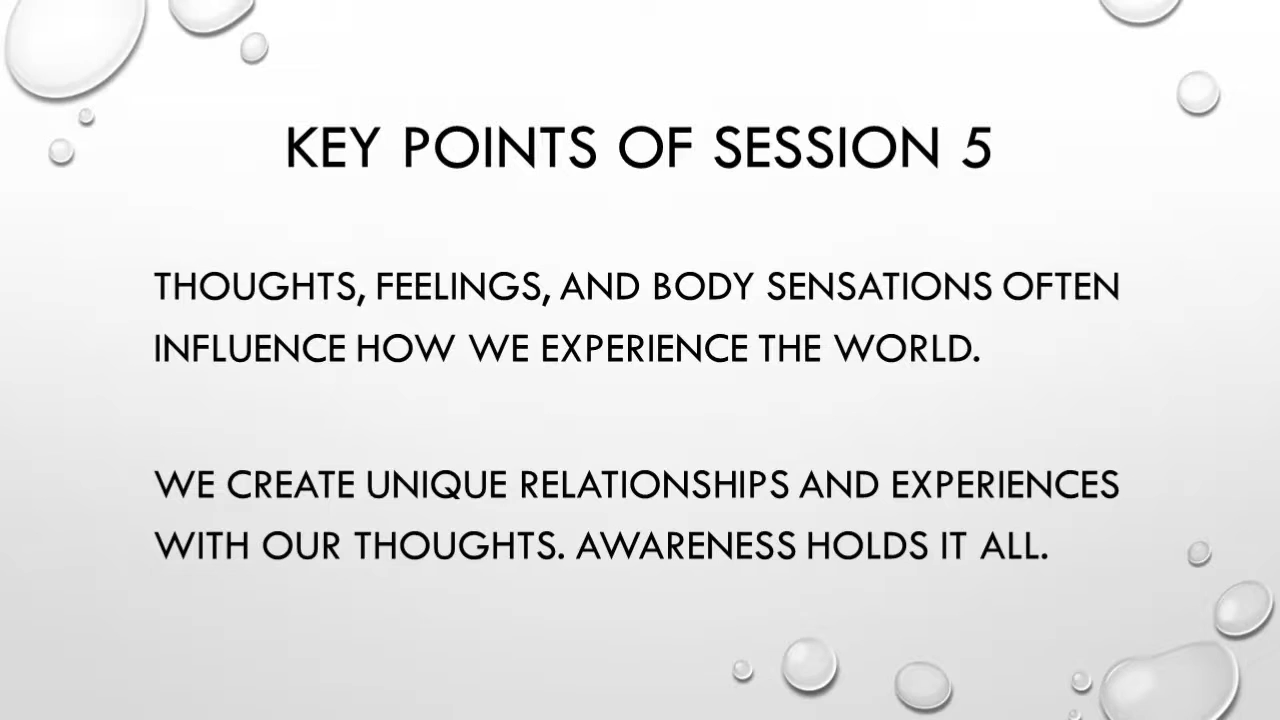 KEY POINTS OF SESSION 5
THOUGHTS, FEELINGS, AND BODY SENSATIONS OFTEN
INFLUENCE HOW WE EXPERIENCE THE WORLD.
WE CREATE UNIQUE RELATIONSHIPS AND EXPERIENCES
WITH OUR THOUGHTS. AWARENESS HOLDS IT ALL.